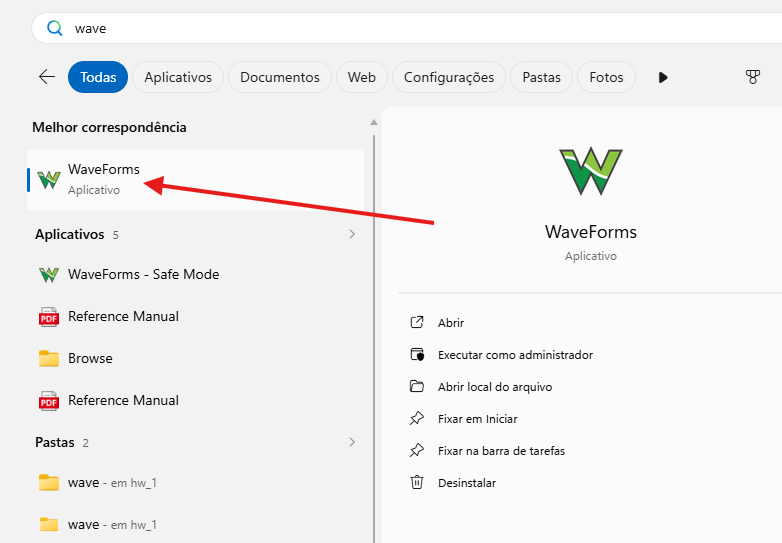 wave
Todas
Aplicativos
Documentos
Web
Configurações
Pastas
Fotos
Melhor correspondência
WaveForms
Aplicativo
Aplicativos 5
WaveForms - Safe Mode
PDF
Reference Manual
Browse
PDF
Reference Manual
Pastas 2
wave - em hw_1
wave - em hw_1
WaveForms
Aplicativo
Abrir
Executar como administrador
Abrir local do arquivo
Fixar em Iniciar
Fixar na barra de tarefas
Desinstalar